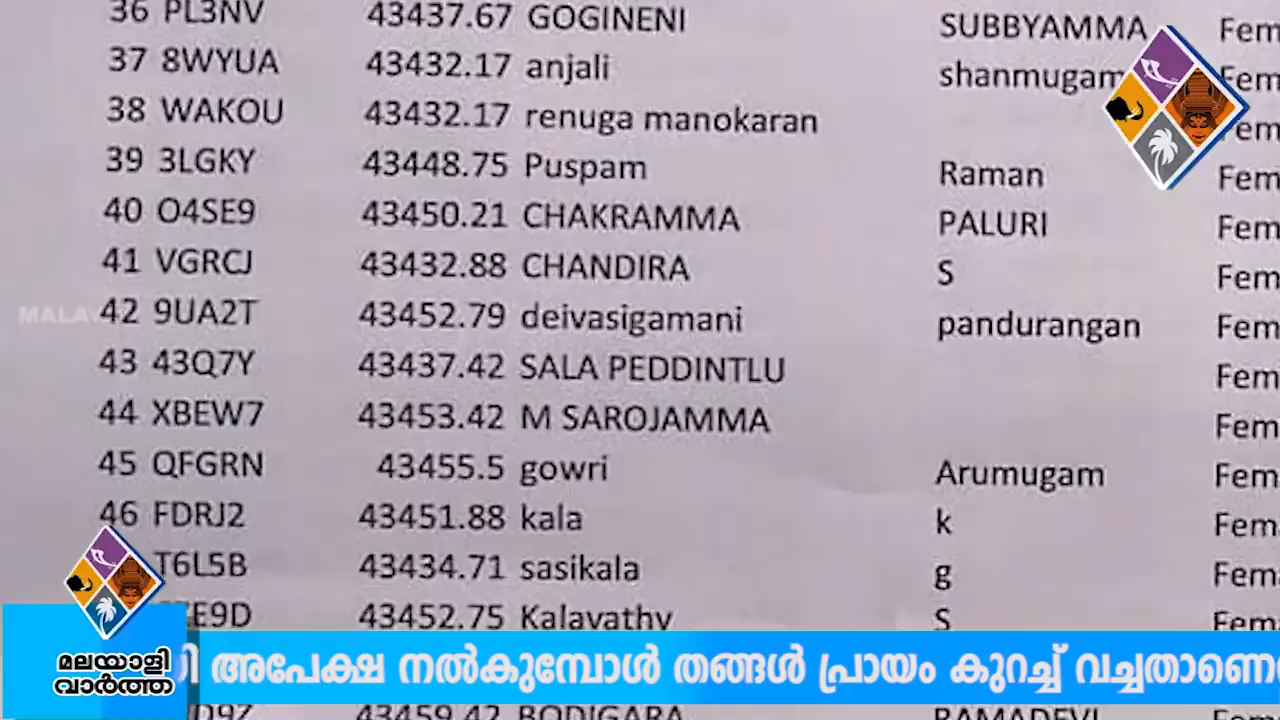 36 PL3NV 43437.67 GOGINENI SUBBYAMMA Fem
37 8WYUA 43432.17 anjali shanmugam Fem
38 WAKOU 43432.17 renuga manokaran Fem
39 3LGKY 43448.75 Puspam Raman Fem
40 O4SE9 43450.21 CHAKRAMMA PALURI Fem
41 VGRCJ 43432.88 CHANDIRA S Fem
42 9UA2T 43452.79 deivasigamani pandurangan Fem
43 43Q7Y 43437.42 SALA PEDDINTLU Fem
44 XBEW7 43453.42 M SAROJAMMA Fem
45 QFGRN 43455.5 gowri Arumugam Fem
46 FDRJ2 43451.88 kala k Fem
T6L5B 43434.71 sasikala g Fem
43452.75 Kalavathy S Fem
അപേക്ഷ നൽകുമ്പോൾ തങ്ങൾ പ്രായം കുറച്ച് വച്ചതാണെ
മലയാളി
വാർത്ത
43459.42 BODIGARA RAMADEVI Fem